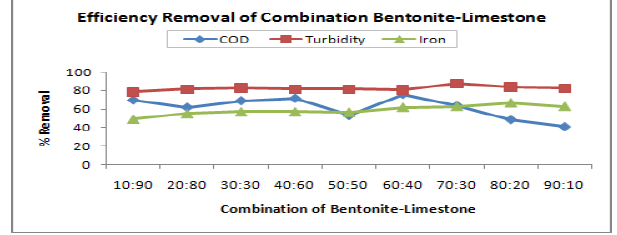 Efficiency Removal of Combination Bentonite-Limestone
COD Turbidity Iron
100
80
60
40
20
0
% Removal
10:90 20:80 30:30 40:60 50:50 60:40 70:30 80:20 90:10
Combination of Bentonite-Limestone